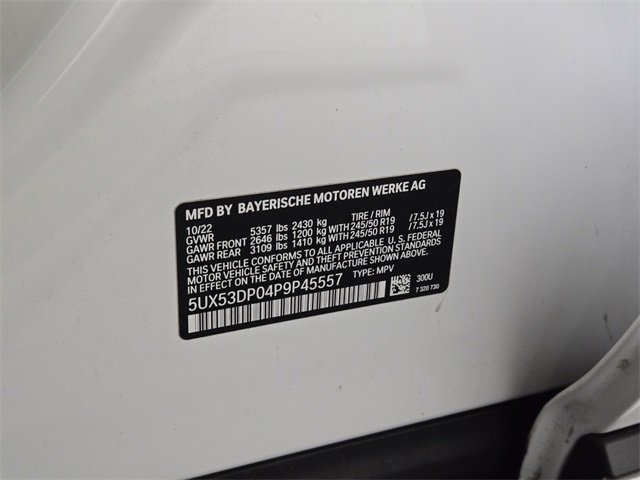 MFD BY BAYERISCHE MOTOREN WERKE AG
10/22 5357 lbs 2430 kg TIRE / RIM
GVWR
GAWR FRONT 2646 lbs 1200 kg WITH 245/50 R19 /7.5J x 19
GAWR REAR 3109 lbs 1410 kg WITH 245/50 R19 /7.5J x 19
THIS VEHICLE CONFORMS TO ALL APPLICABLE U.S. FEDERAL
MOTOR VEHICLE SAFETY AND THEFT PREVENTION STANDARDS
IN EFFECT ON THE DATE OF MANUFACTURE SHOWN ABOVE.
5UX53DP04P9P45557 TYPE: MPV
300U
7 320 730